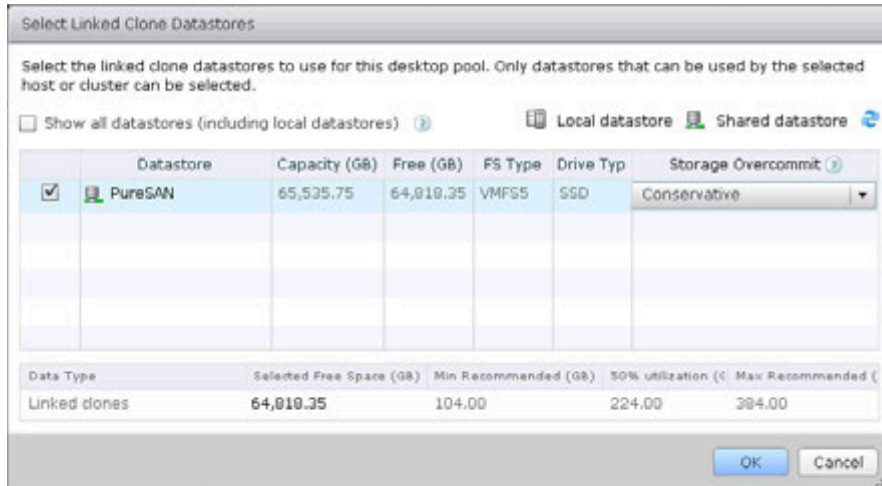 Select Linked Clone Datastores
Select the linked clone datastores to use for this desktop pool. Only datastores that can be used by the selected
host or cluster can be selected.
Show all datastores (including local datastores) ? Local datastore Shared datastore
Datastore Capacity (GB) Free (GB) FS Type Drive Typ Storage Overcommit ?
PureSAN 65,535.75 64,818.35 VMFS5 SSD Conservative
Data Type Selected Free Space (GB) Min Recommended (GB) 50% utilization (G Max Recommended (
Linked clones 64,818.35 104.00 224.00 384.00
OK Cancel